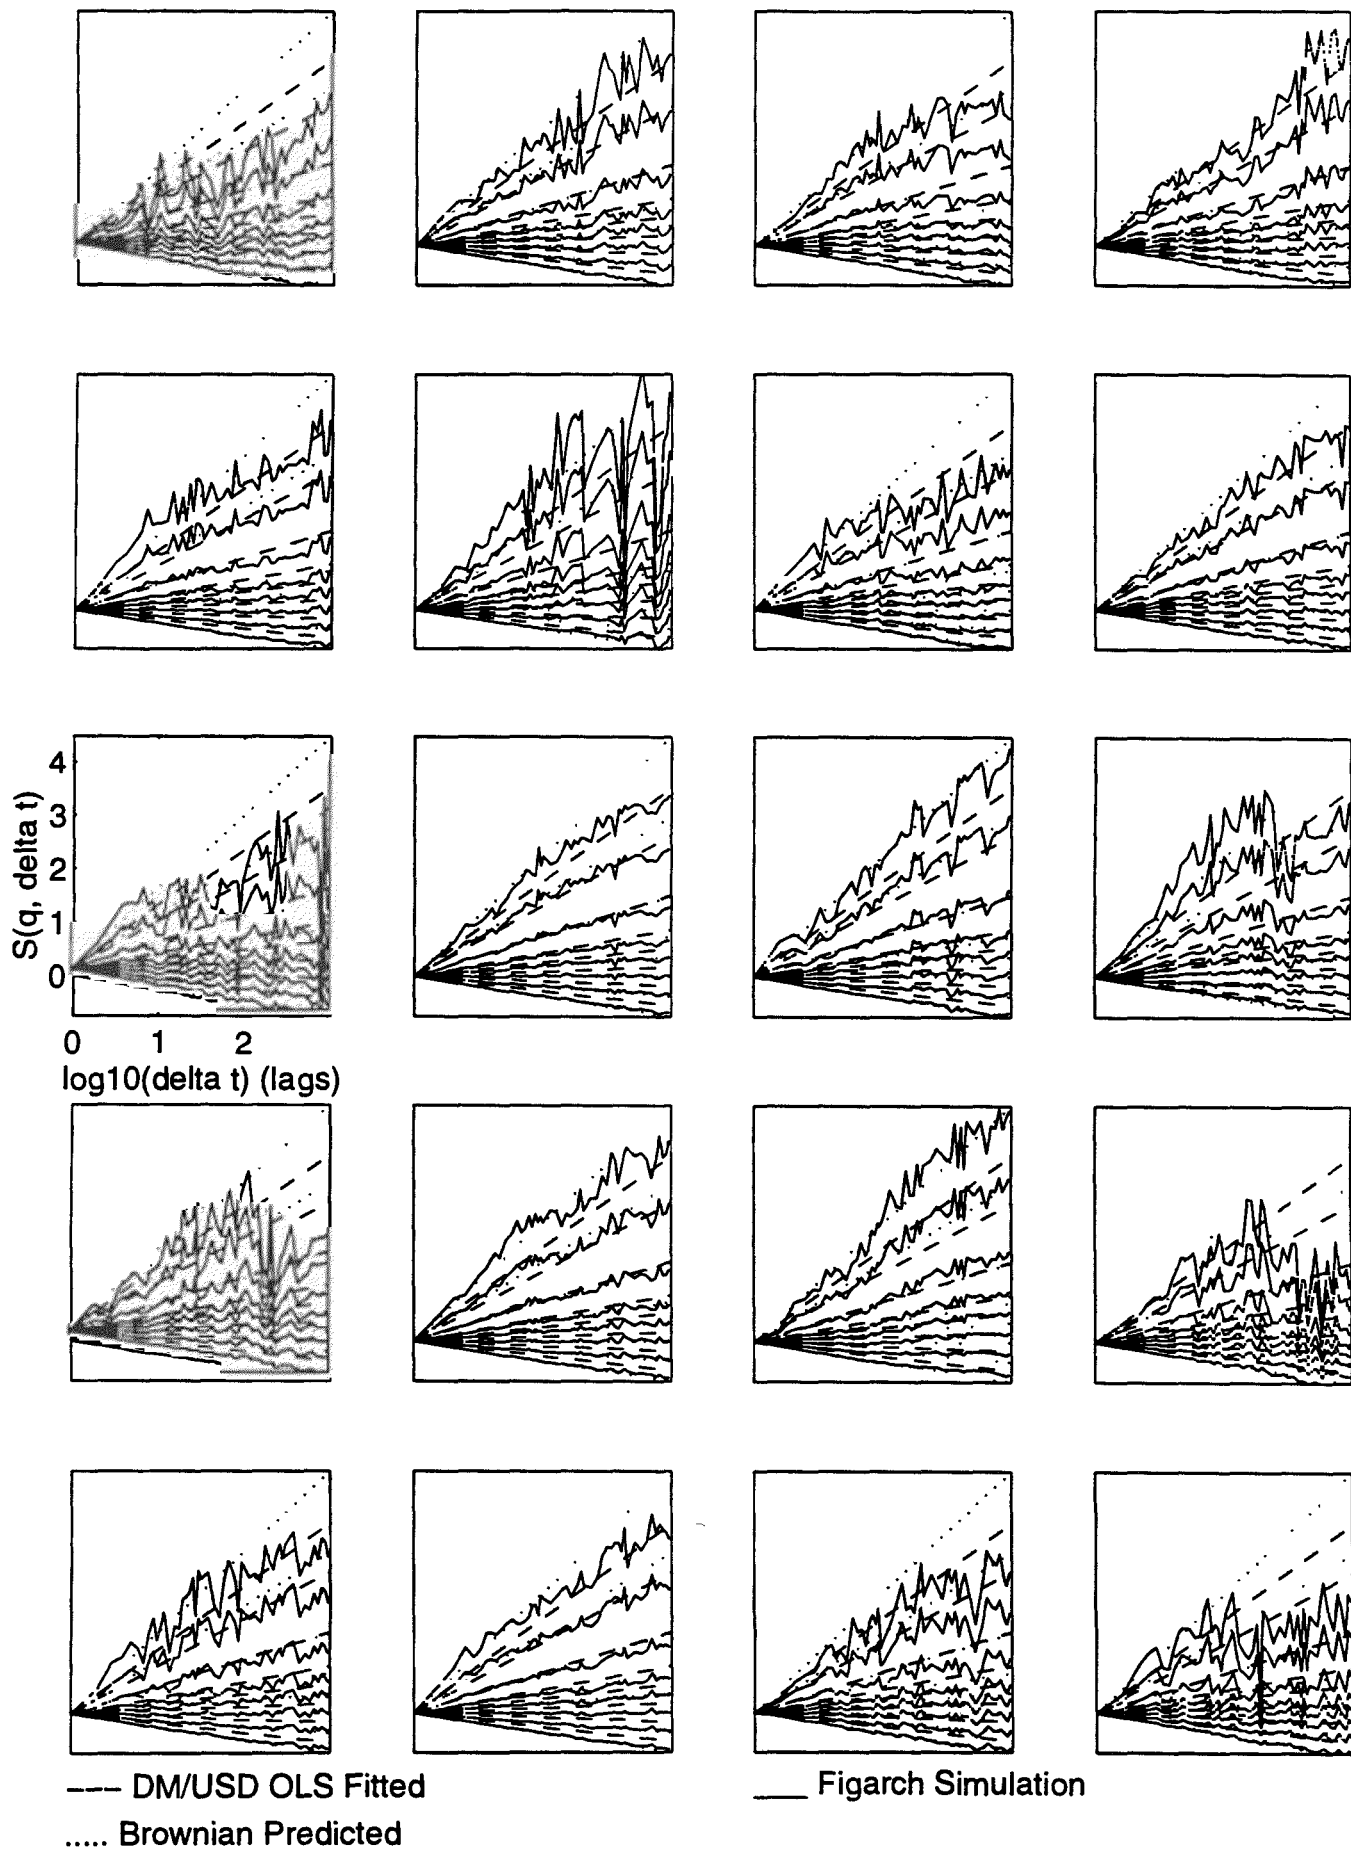 4
3
2
1
0
S(q, delta t)
0 1 2
log10(delta t) (lags)
--- DM/USD OLS Fitted
___ Figarch Simulation
..... Brownian Predicted